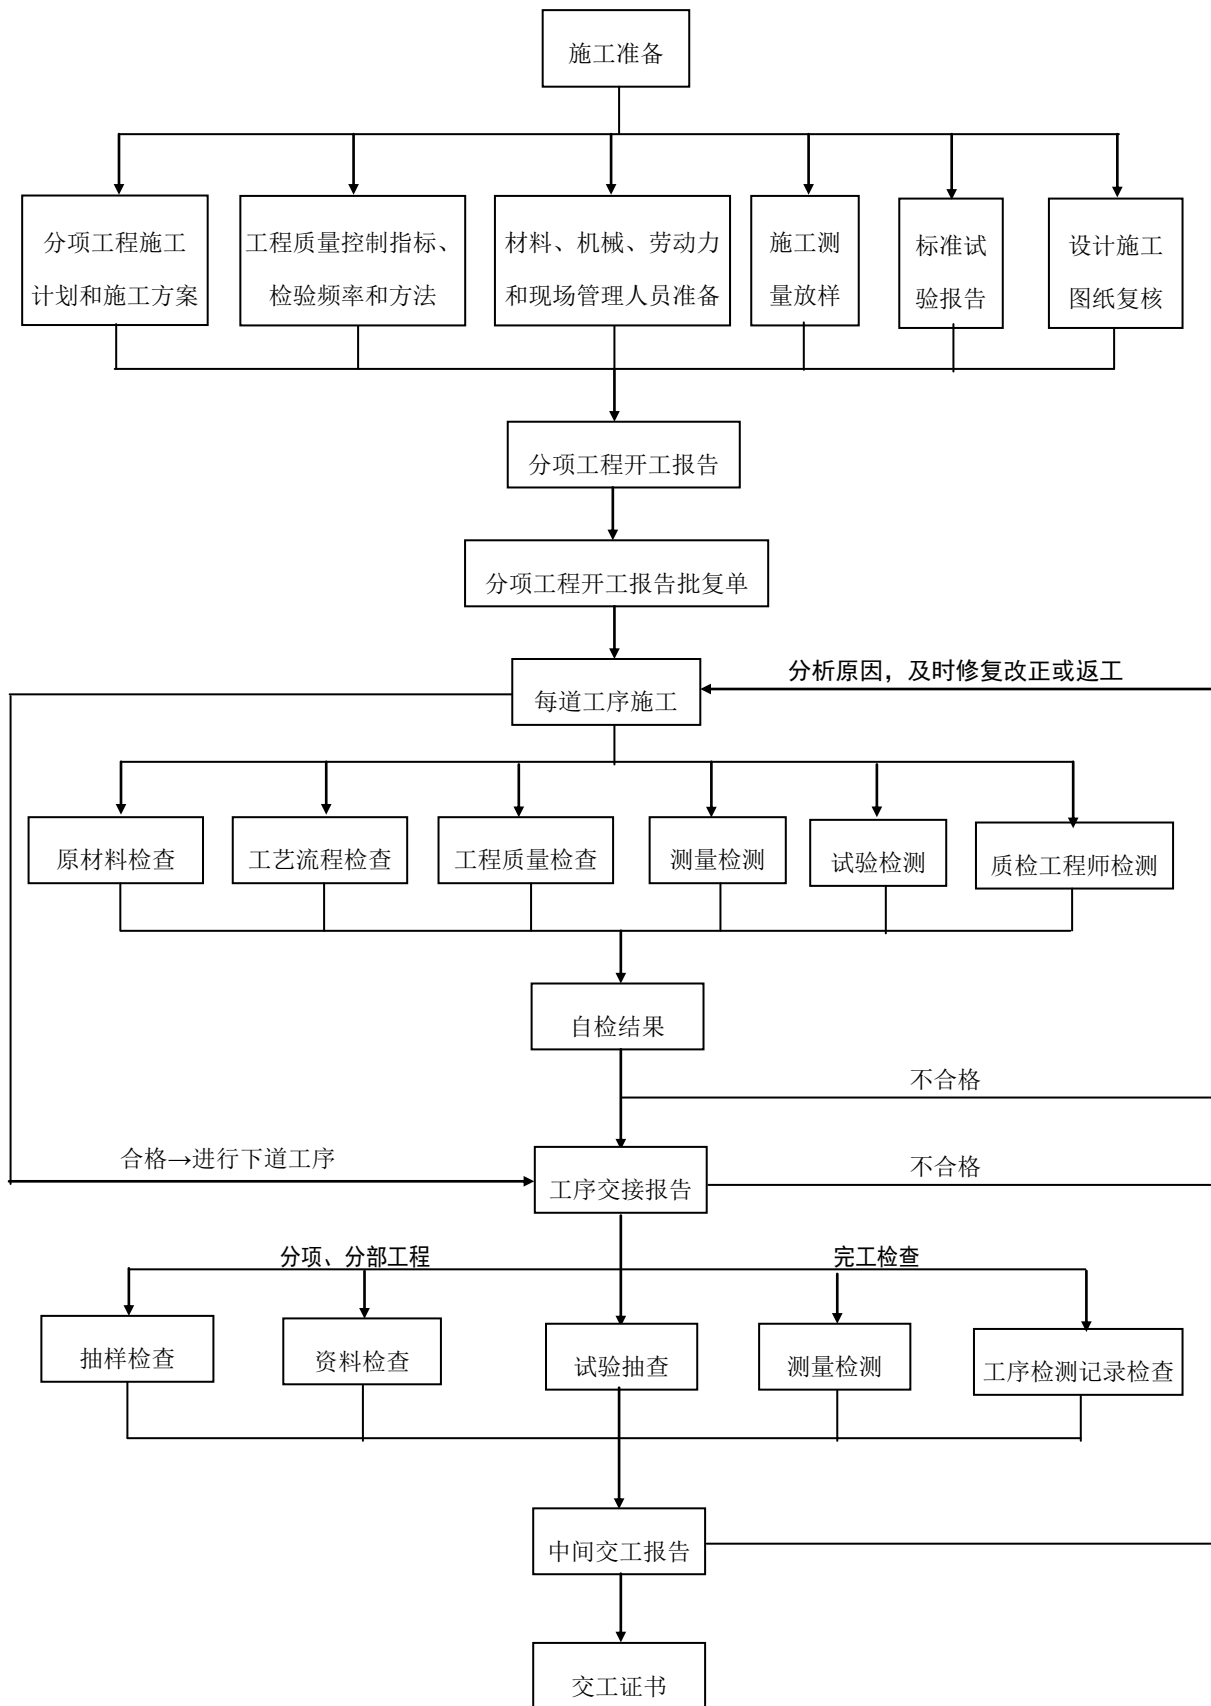 施工准备
分项工程施工
计划和施工方案
工程质量控制指标、
检验频率和方法
材料、机械、劳动力
和现场管理人员准备
施工测
量放样
标准试
验报告
设计施工
图纸复核
分项工程开工报告
分项工程开工报告批复单
分析原因，及时修复改正或返工
每道工序施工
原材料检查
工艺流程检查
工程质量检查
测量检测
试验检测
质检工程师检测
自检结果
不合格
合格→进行下道工序
工序交接报告
不合格
分项、分部工程
完工检查
抽样检查
资料检查
试验抽查
测量检测
工序检测记录检查
中间交工报告
交工证书